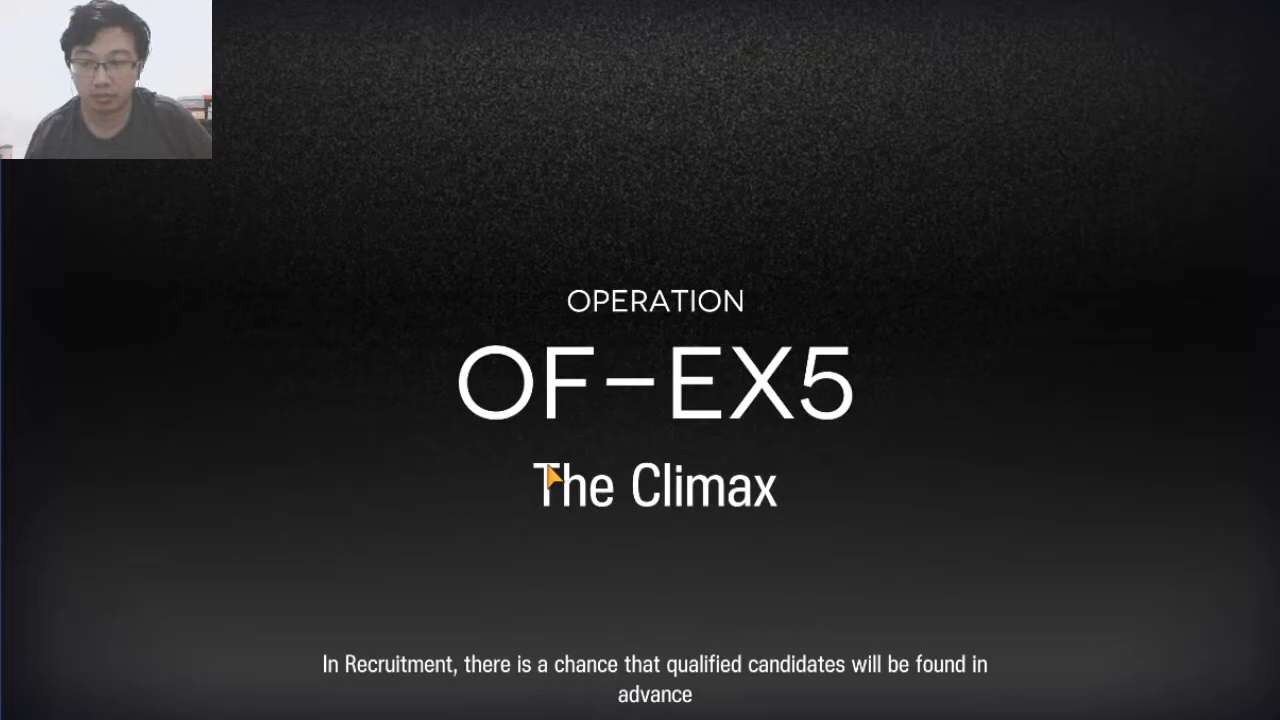 OPERATION
OF-EX5
The Climax
In Recruitment, there is a chance that qualified candidates will be found in
advance